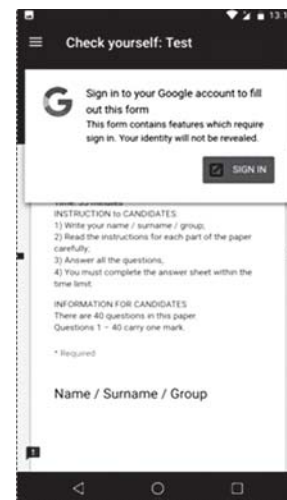 13:1
Check yourself: Test
Sign in to your Google account to fill
out this form
This form contains features which require
sign in. Your identity will not be revealed.
SIGN IN
INSTRUCTION to CANDIDATES:
1) Write your name / surname / group;
2) Read the instructions for each part of the paper
carefully;
3) Answer all the questions;
4) You must complete the answer sheet within the
time limit.
INFORMATION FOR CANDIDATES
There are 40 questions in this paper
Questions 1 - 40 carry one mark.
* Required
Name / Surname / Group